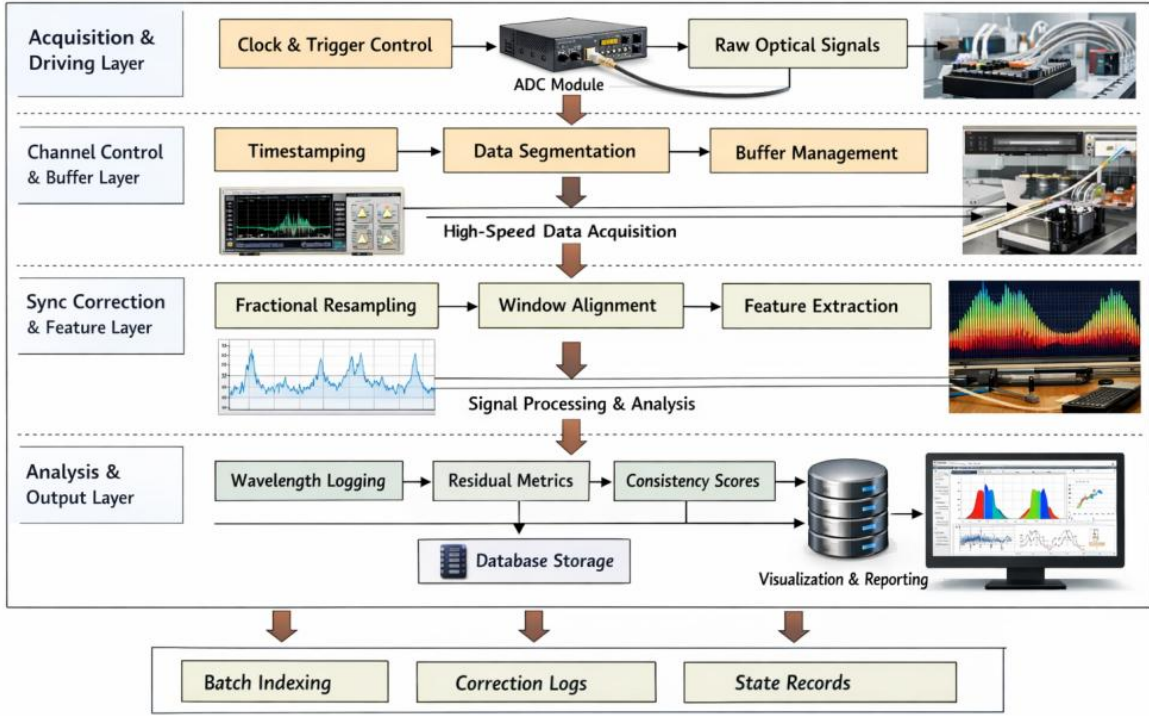 Acquisition &
Driving Layer
Clock & Trigger Control
ADC Module
Raw Optical Signals
Channel Control
& Buffer Layer
Timestamping
Data Segmentation
Buffer Management
High-Speed Data Acquisition
Sync Correction
& Feature Layer
Fractional Resampling
Window Alignment
Feature Extraction
Signal Processing & Analysis
Analysis &
Output Layer
Wavelength Logging
Residual Metrics
Consistency Scores
Database Storage
Visualization & Reporting
Batch Indexing
Correction Logs
State Records